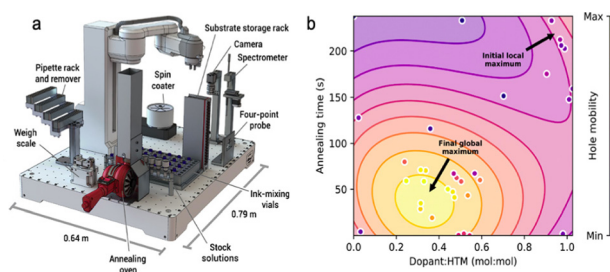 a
Substrate storage rack
Camera
Spectrometer
Pipette rack
and remover
Spin
coater
Four-point
probe
Weigh
scale
0.64 m
0.79 m
Ink-mixing
vials
Annealing
oven
Stock
solutions
b
Annealing time (s)
200
150
100
50
0.0
0.2
0.4
0.6
0.8
1.0
Dopant:HTM (mol:mol)
Initial local
maximum
Final global
maximum
Max
Hole mobility
Min